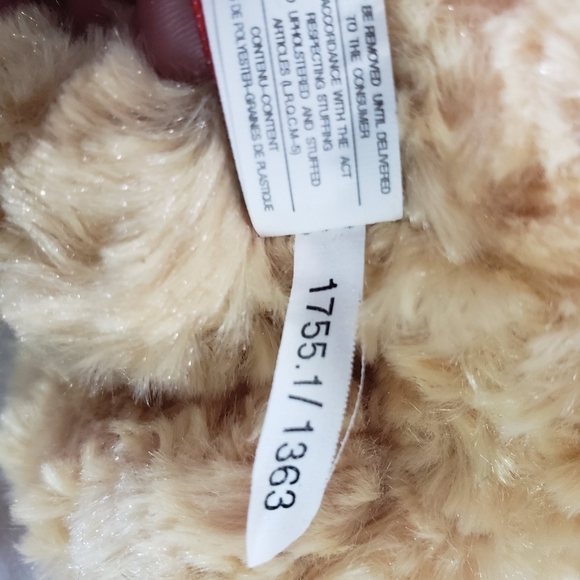 BE REMOVED UNTIL DELIVERED
TO THE CONSUMER
ACCORDANCE WITH THE ACT
RESPECTING STUFFING
UPHOLSTERED AND STUFFED
ARTICLES (L.R.Q.C.M-5)
CONTENU-CONTENT
DE POLYESTER-GRAINES DE PLASTIQUE
1755.1/1363